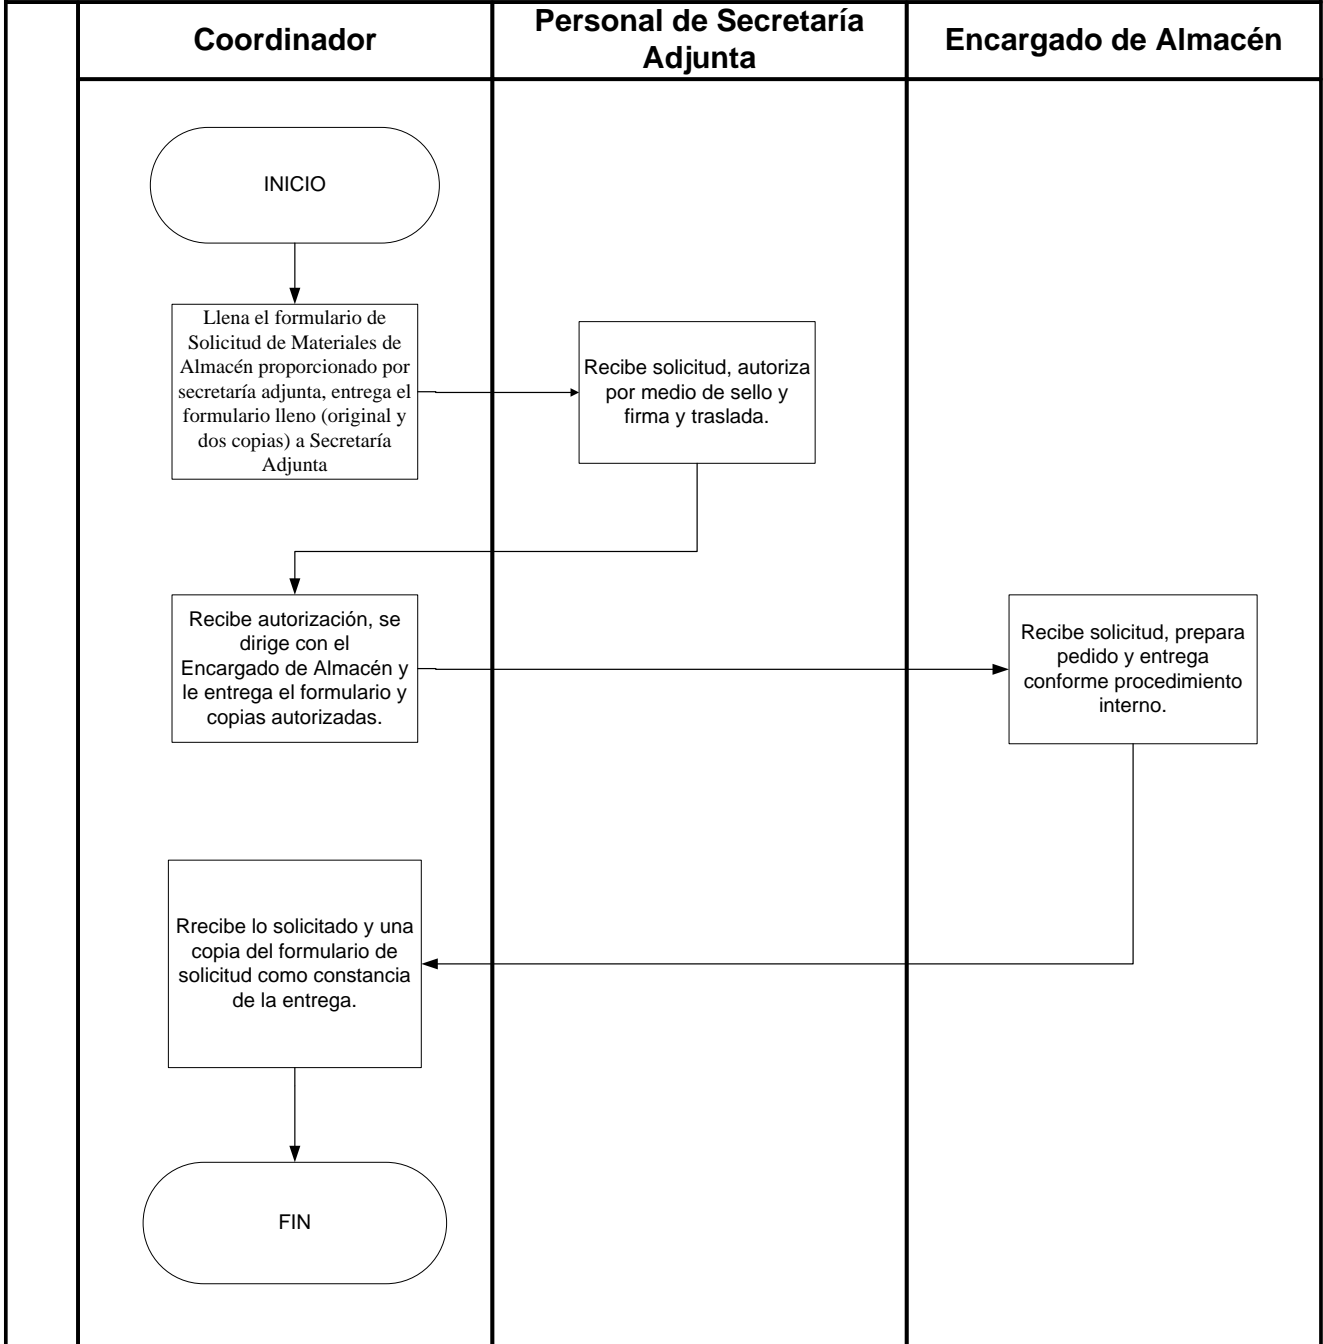 Coordinador
Personal de Secretaría
Adjunta
Encargado de Almacén
INICIO
Llena el formulario de
Solicitud de Materiales de
Almacén proporcionado por
secretaría adjunta, entrega el
formulario lleno (original y
dos copias) a Secretaría
Adjunta
Recibe solicitud, autoriza
por medio de sello y
firma y traslada.
Recibe autorización, se
dirige con el
Encargado de Almacén y
le entrega el formulario y
copias autorizadas.
Recibe solicitud, prepara
pedido y entrega
conforme procedimiento
interno.
Rrecibe lo solicitado y una
copia del formulario de
solicitud como constancia
de la entrega.
FIN